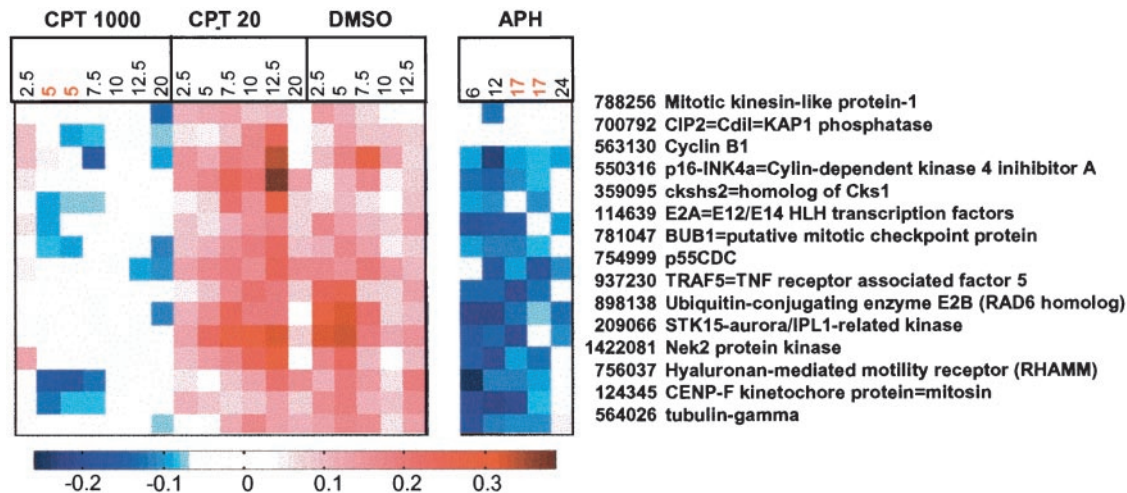 CPT 1000 CPT 20 DMSO APH
2.5 5 5 7.5 10 12.5 20 2.5 5 7.5 10 12.5 20 2.5 5 7.5 10 12.5 6 12 17 17 24
788256 Mitotic kinesin-like protein-1
700792 CIP2=Cdil=KAP1 phosphatase
563130 Cyclin B1
550316 p16-INK4a=Cylin-dependent kinase 4 inihibitor A
359095 ckshs2=homolog of Cks1
114639 E2A=E12/E14 HLH transcription factors
781047 BUB1=putative mitotic checkpoint protein
754999 p55CDC
937230 TRAF5=TNF receptor associated factor 5
898138 Ubiquitin-conjugating enzyme E2B (RAD6 homolog)
209066 STK15-aurora/IPL1-related kinase
1422081 Nek2 protein kinase
756037 Hyaluronan-mediated motility receptor (RHAMM)
124345 CENP-F kinetochore protein=mitosin
564026 tubulin-gamma
-0.2 -0.1 0 0.1 0.2 0.3